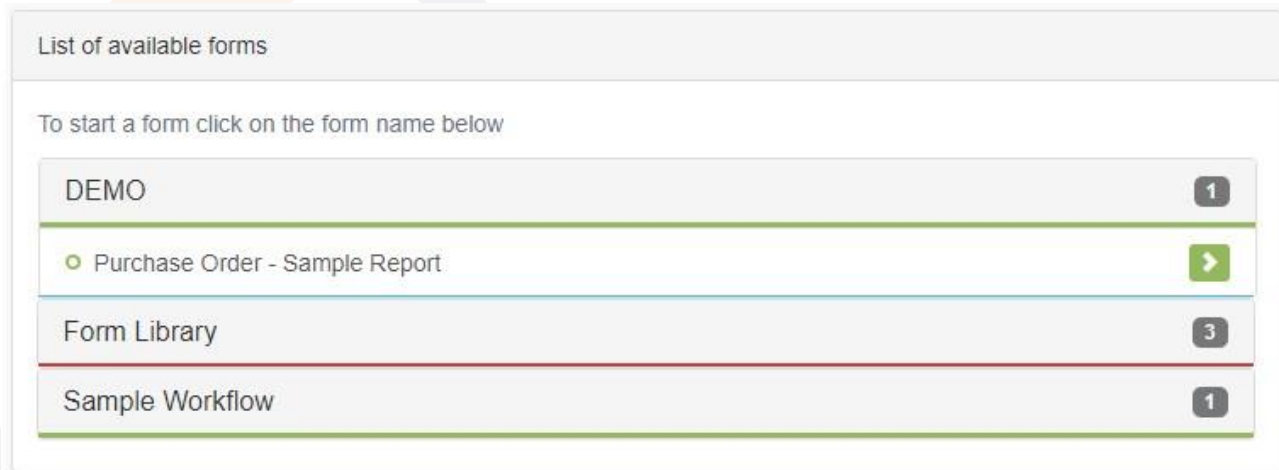 List of available forms
To start a form click on the form name below
DEMO 1
Purchase Order - Sample Report
Form Library 3
Sample Workflow 1